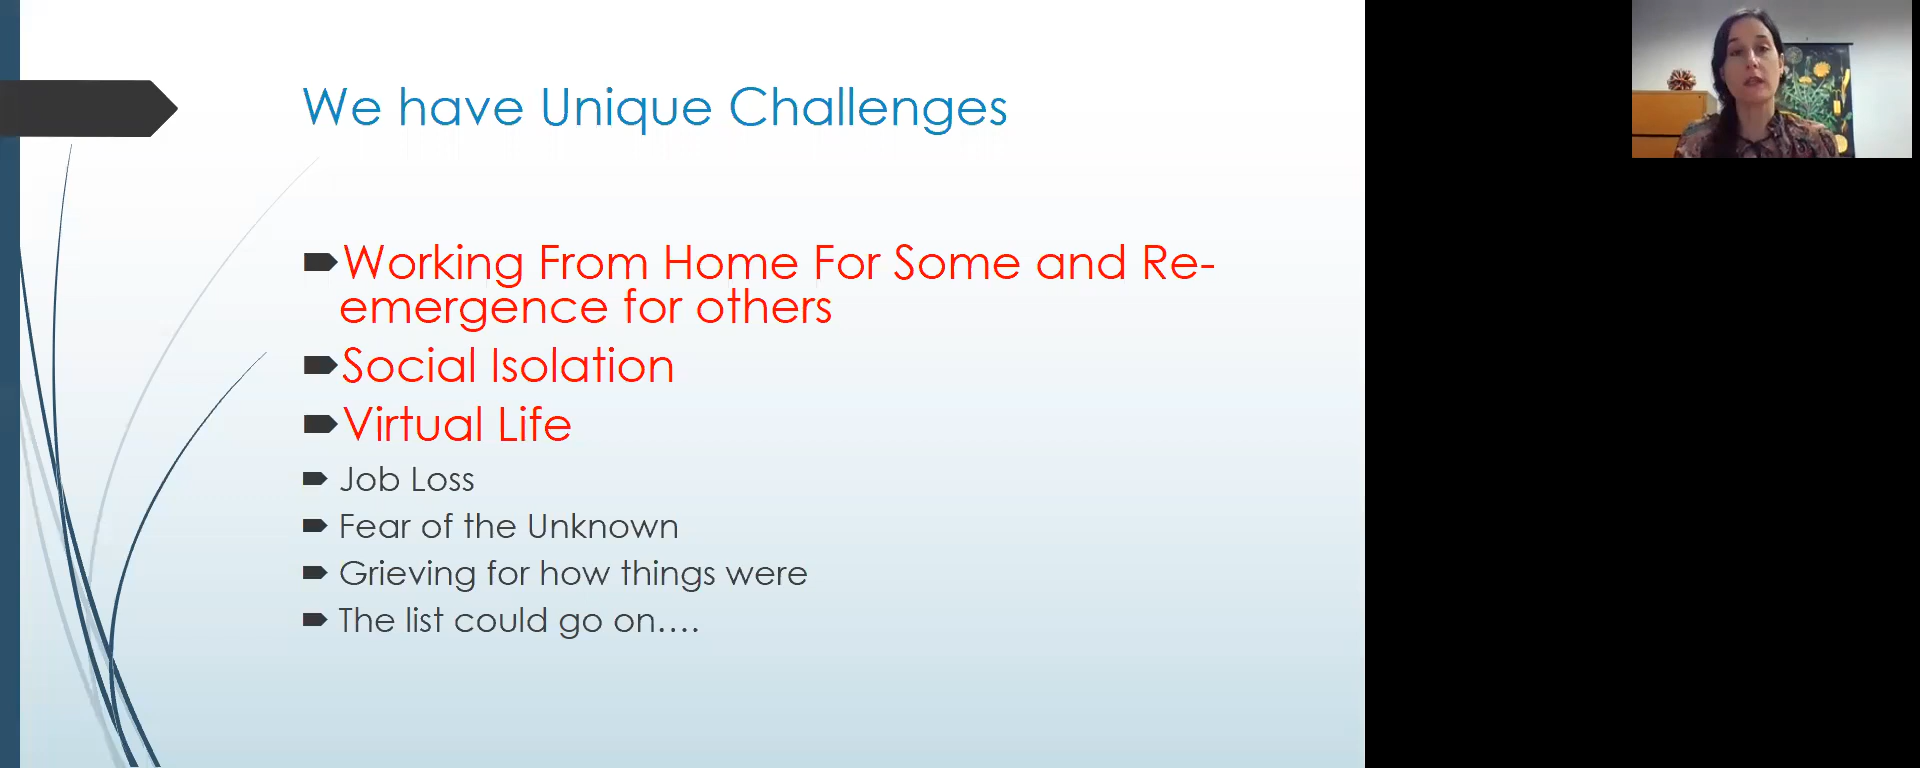 We have Unique Challenges
Working From Home For Some and Re-
emergence for others
Social Isolation
Virtual Life
Job Loss
Fear of the Unknown
Grieving for how things were
The list could go on....